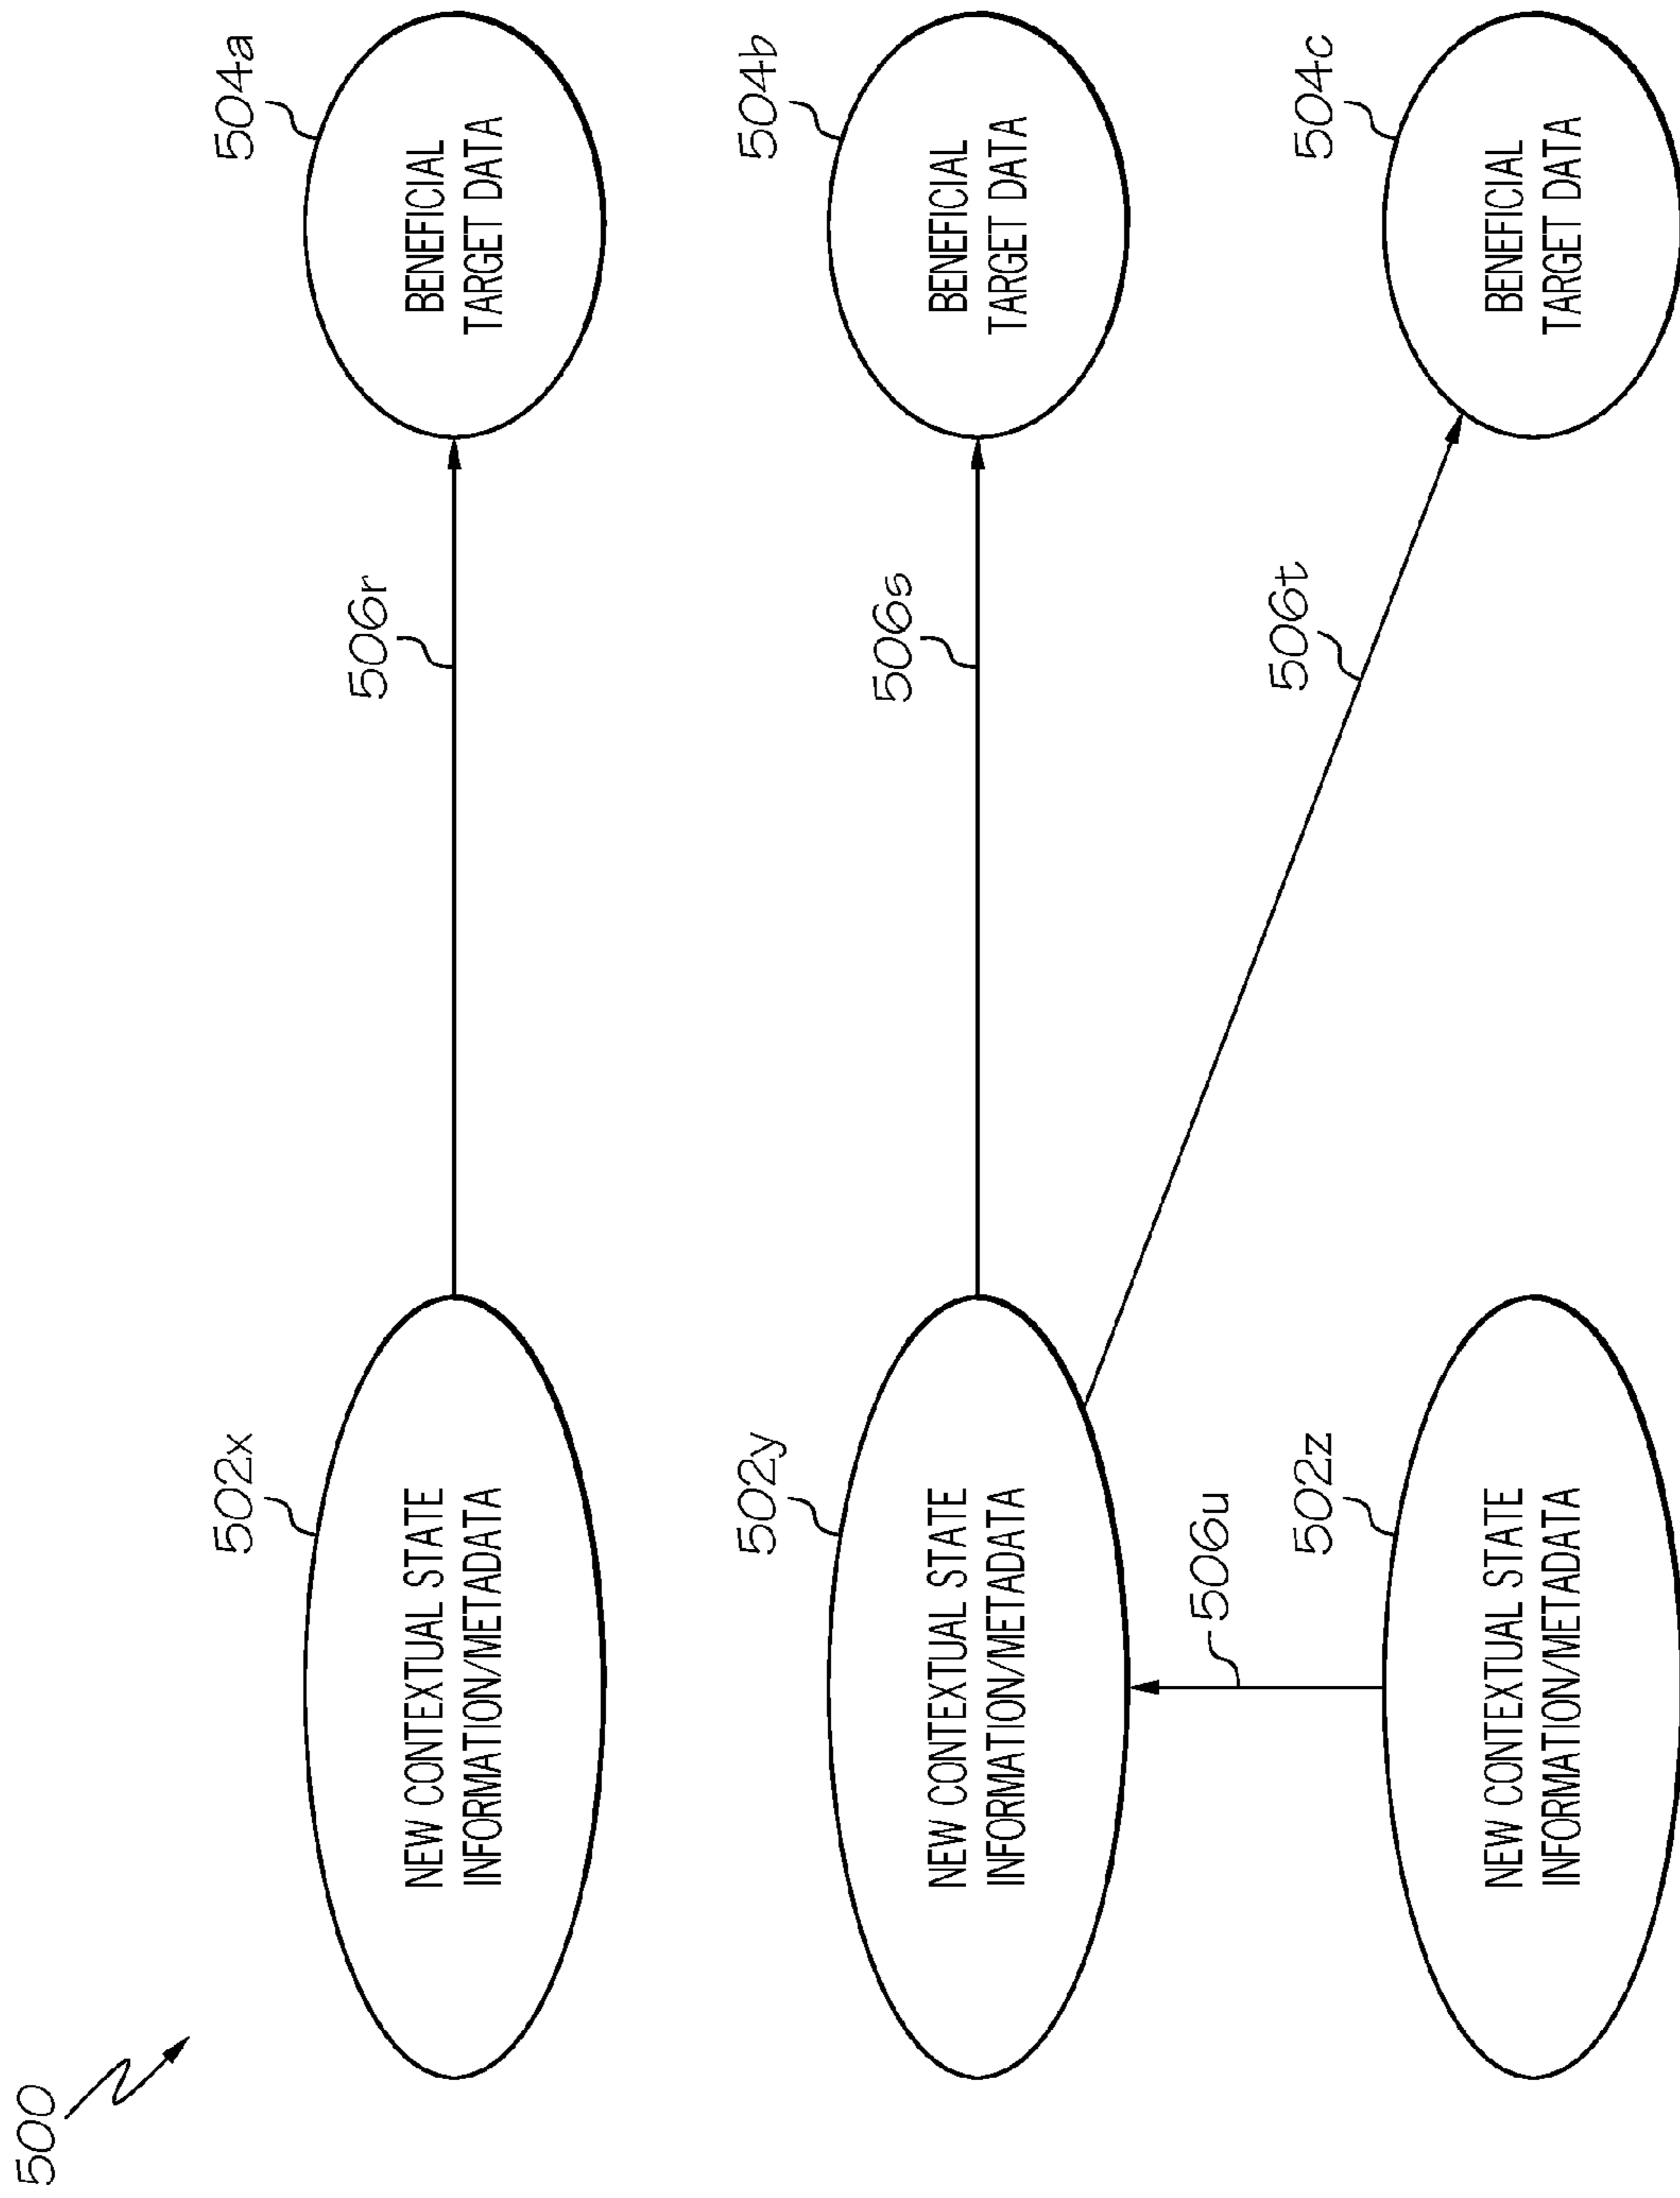 500
502x
NEW CONTEXTUAL STATE
INFORMATION/METADATA
506r
504a
BENEFICIAL
TARGET DATA
502y
NEW CONTEXTUAL STATE
INFORMATION/METADATA
506s
504b
BENEFICIAL
TARGET DATA
506u
506t
502z
NEW CONTEXTUAL STATE
INFORMATION/METADATA
504c
BENEFICIAL
TARGET DATA